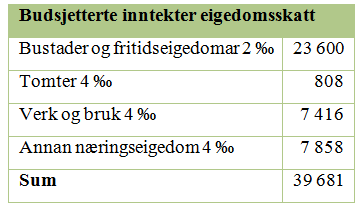 Budsjetterte inntekter eigedomsskatt
Bustader og fritidseigedomar 2 ‰ 23 600
Tomter 4 ‰ 808
Verk og bruk 4 ‰ 7 416
Annan næringseigedom 4 ‰ 7 858
Sum 39 681